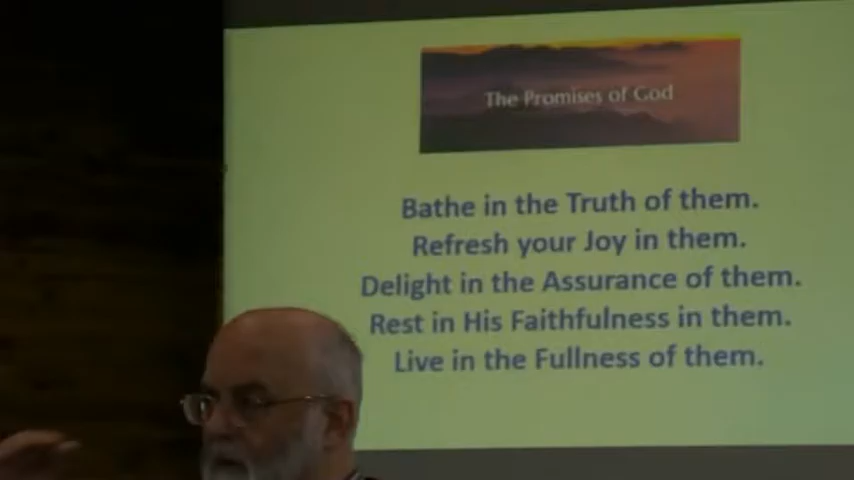 The Promises of God
Bathe in the Truth of them.
Refresh your Joy in them.
Delight in the Assurance of them.
Rest in His Faithfulness in them.
Live in the Fullness of them.